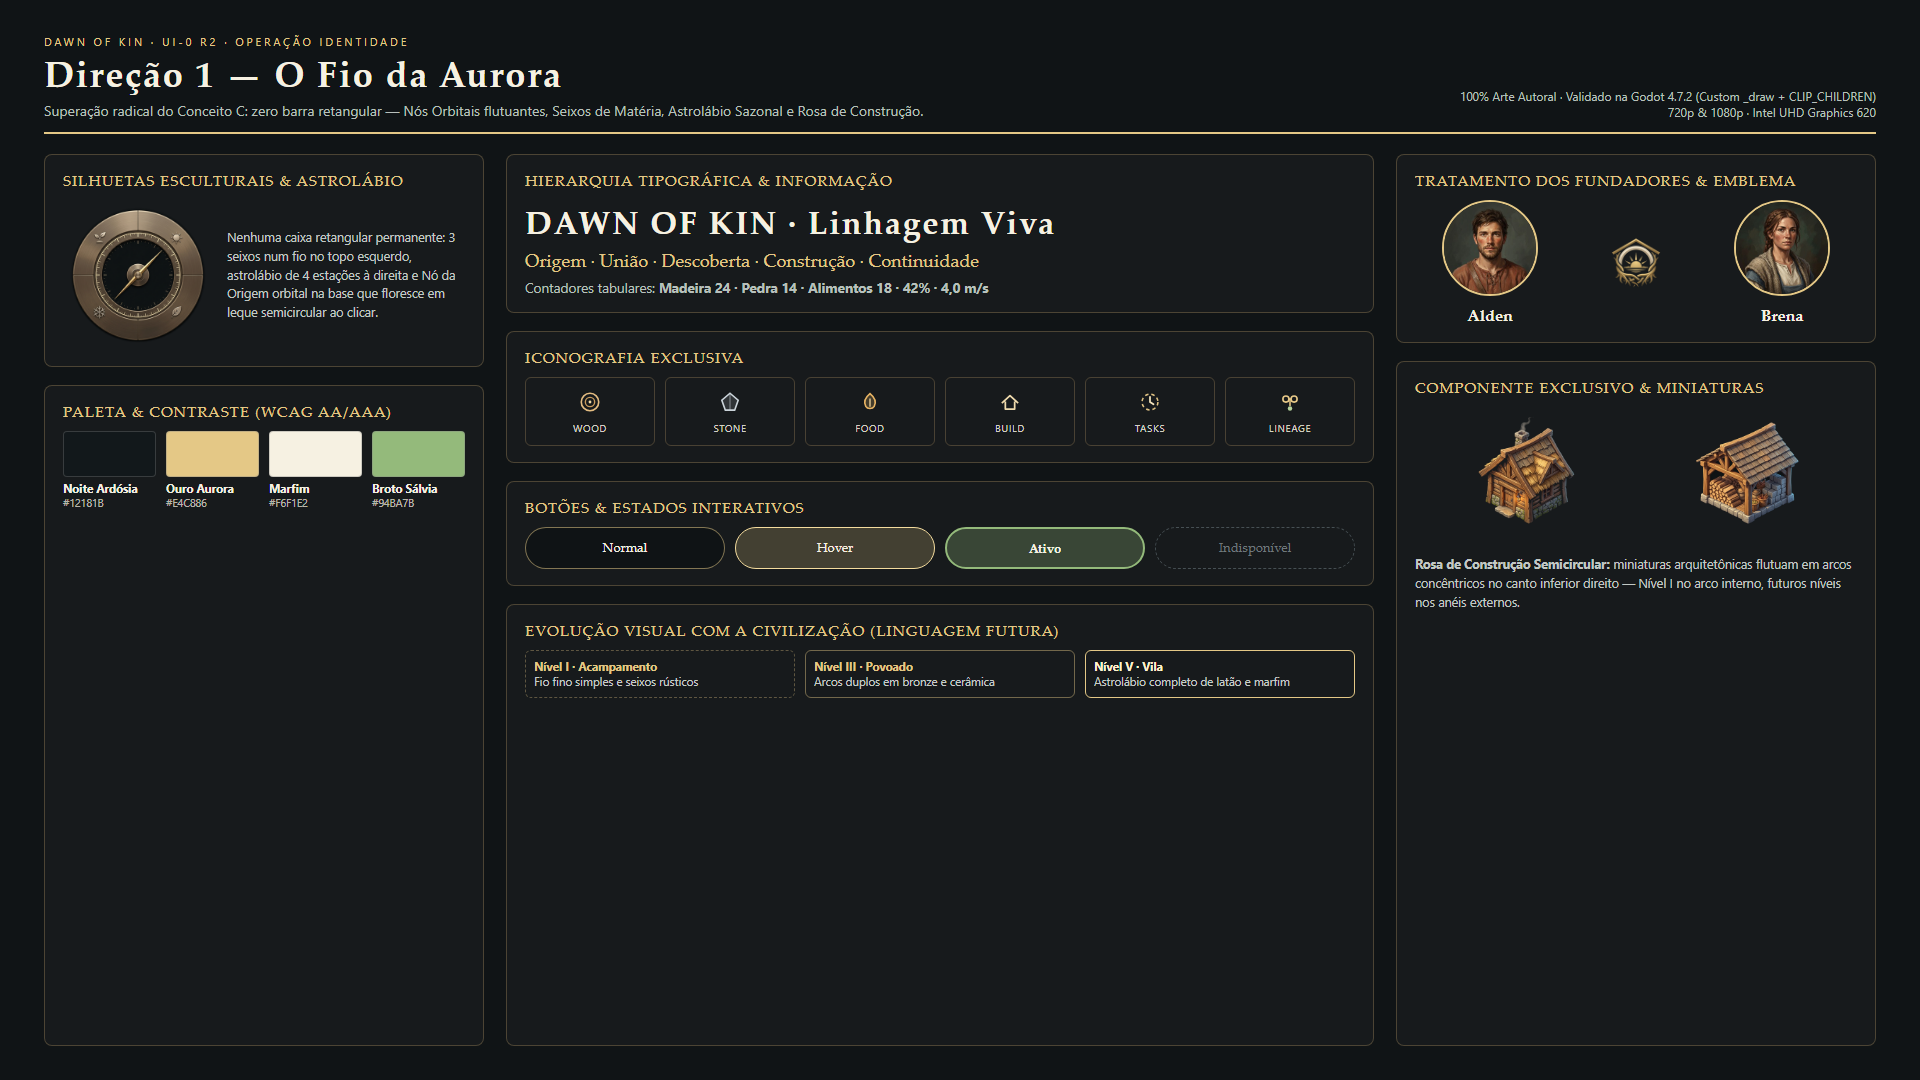 DAWN OF KIN · UI-0 R2 · OPERAÇÃO IDENTIDADE
Direção 1 — O Fio da Aurora
Superação radical do Conceito C: zero barra retangular — Nós Orbitais flutuantes, Seixos de Matéria, Astrolábio Sazonal e Rosa de Construção.
100% Arte Autoral · Validado na Godot 4.7.2 (Custom _draw + CLIP_CHILDREN)
720p & 1080p · Intel UHD Graphics 620
SILHUETAS ESCULTURAIS & ASTROLÁBIO
Nenhuma caixa retangular permanente: 3
seixos num fio no topo esquerdo,
astrolábio de 4 estações à direita e Nó da
Origem orbital na base que floresce em
leque semicircular ao clicar.
PALETA & CONTRASTE (WCAG AA/AAA)
Noite Ardósia
#12181B
Ouro Aurora
#E4C886
Marfim
#F6F1E2
Broto Sálvia
#94BA7B
HIERARQUIA TIPOGRÁFICA & INFORMAÇÃO
DAWN OF KIN · Linhagem Viva
Origem · União · Descoberta · Construção · Continuidade
Contadores tabulares: Madeira 24 · Pedra 14 · Alimentos 18 · 42% · 4,0 m/s
ICONOGRAFIA EXCLUSIVA
WOOD
STONE
FOOD
BUILD
TASKS
LINEAGE
BOTÕES & ESTADOS INTERATIVOS
Normal
Hover
Ativo
Indisponível
EVOLUÇÃO VISUAL COM A CIVILIZAÇÃO (LINGUAGEM FUTURA)
Nível I · Acampamento
Fio fino simples e seixos rústicos
Nível III · Povoado
Arcos duplos em bronze e cerâmica
Nível V · Vila
Astrolábio completo de latão e marfim
TRATAMENTO DOS FUNDADORES & EMBLEMA
Alden
Brena
COMPONENTE EXCLUSIVO & MINIATURAS
Rosa de Construção Semicircular: miniaturas arquitetônicas flutuam em arcos
concêntricos no canto inferior direito — Nível I no arco interno, futuros níveis
nos anéis externos.